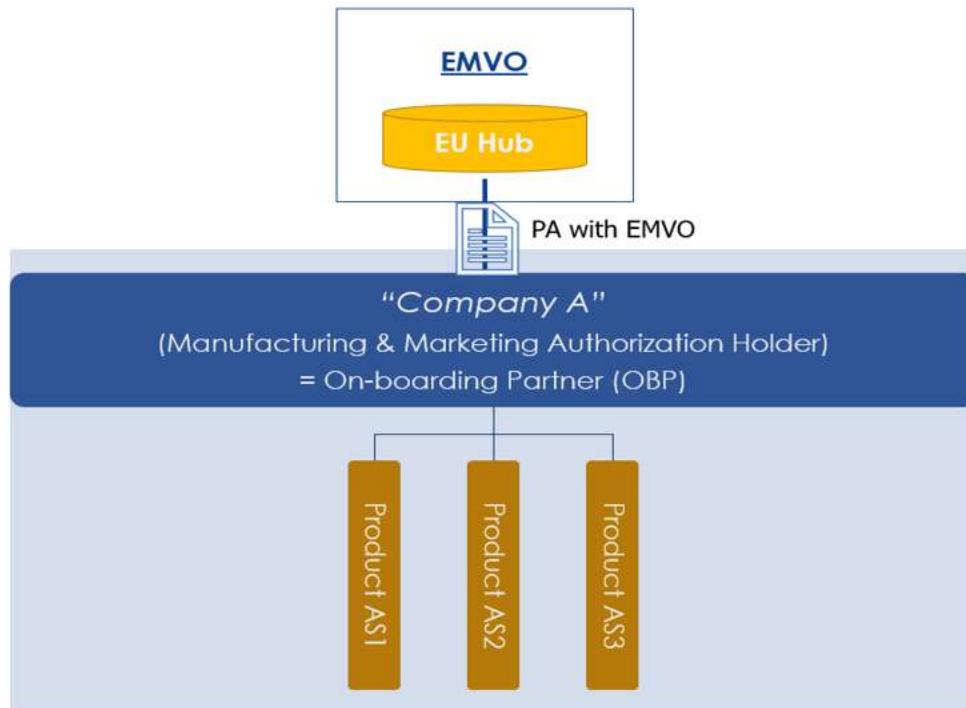 EMVO
EU Hub
PA with EMVO
“Company A”
(Manufacturing & Marketing Authorization Holder)
= On-boarding Partner (OBP)
Product AS1
Product AS2
Product AS3